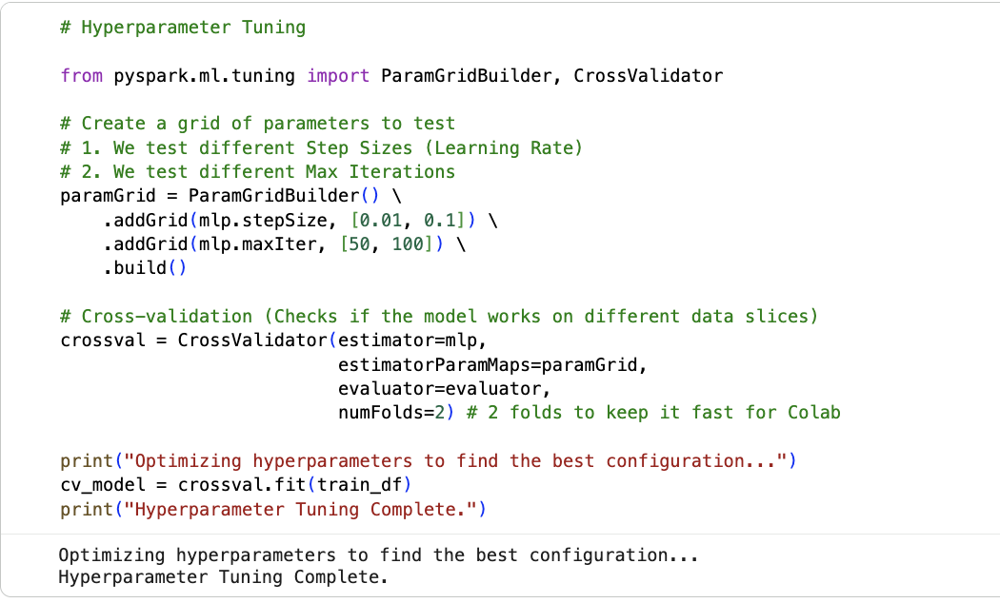 # Hyperparameter Tuning
from pyspark.ml.tuning import ParamGridBuilder, CrossValidator
# Create a grid of parameters to test
# 1. We test different Step Sizes (Learning Rate)
# 2. We test different Max Iterations
paramGrid = ParamGridBuilder() \
    .addGrid(mlp.stepSize, [0.01, 0.1]) \
    .addGrid(mlp.maxIter, [50, 100]) \
    .build()
# Cross-validation (Checks if the model works on different data slices)
crossval = CrossValidator(estimator=mlp,
                          estimatorParamMaps=paramGrid,
                          evaluator=evaluator,
                          numFolds=2) # 2 folds to keep it fast for Colab
print("Optimizing hyperparameters to find the best configuration...")
cv_model = crossval.fit(train_df)
print("Hyperparameter Tuning Complete.")
Optimizing hyperparameters to find the best configuration...
Hyperparameter Tuning Complete.